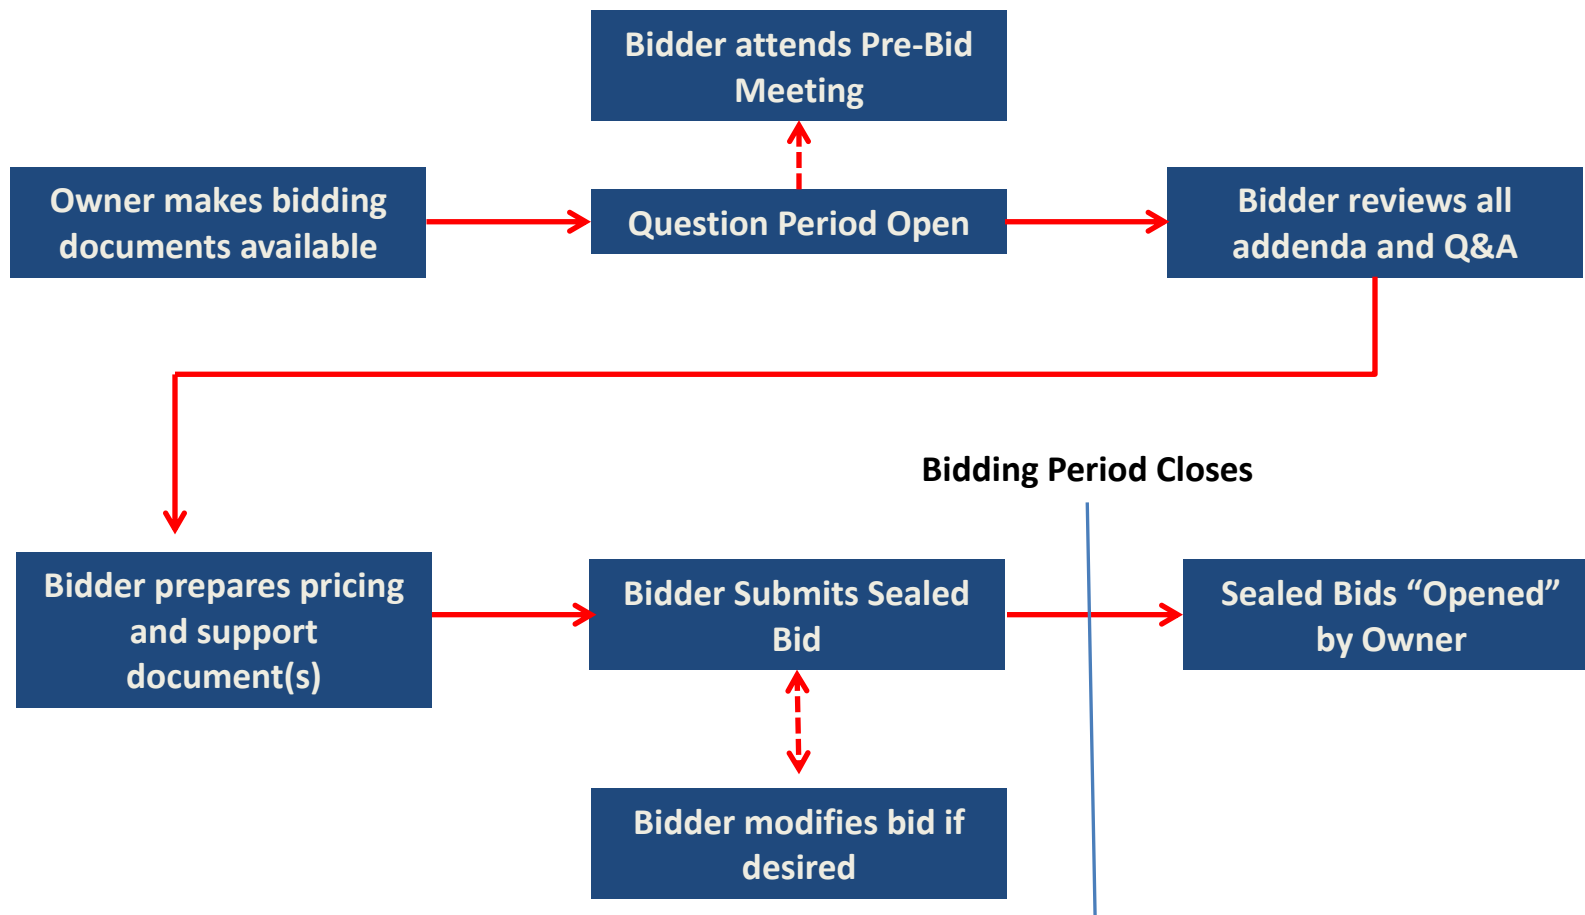 Bidder attends Pre-Bid
Meeting
Owner makes bidding
documents available
Question Period Open
Bidder reviews all
addenda and Q&A
Bidding Period Closes
Bidder prepares pricing
and support
document(s)
Bidder Submits Sealed
Bid
Sealed Bids “Opened”
by Owner
Bidder modifies bid if
desired